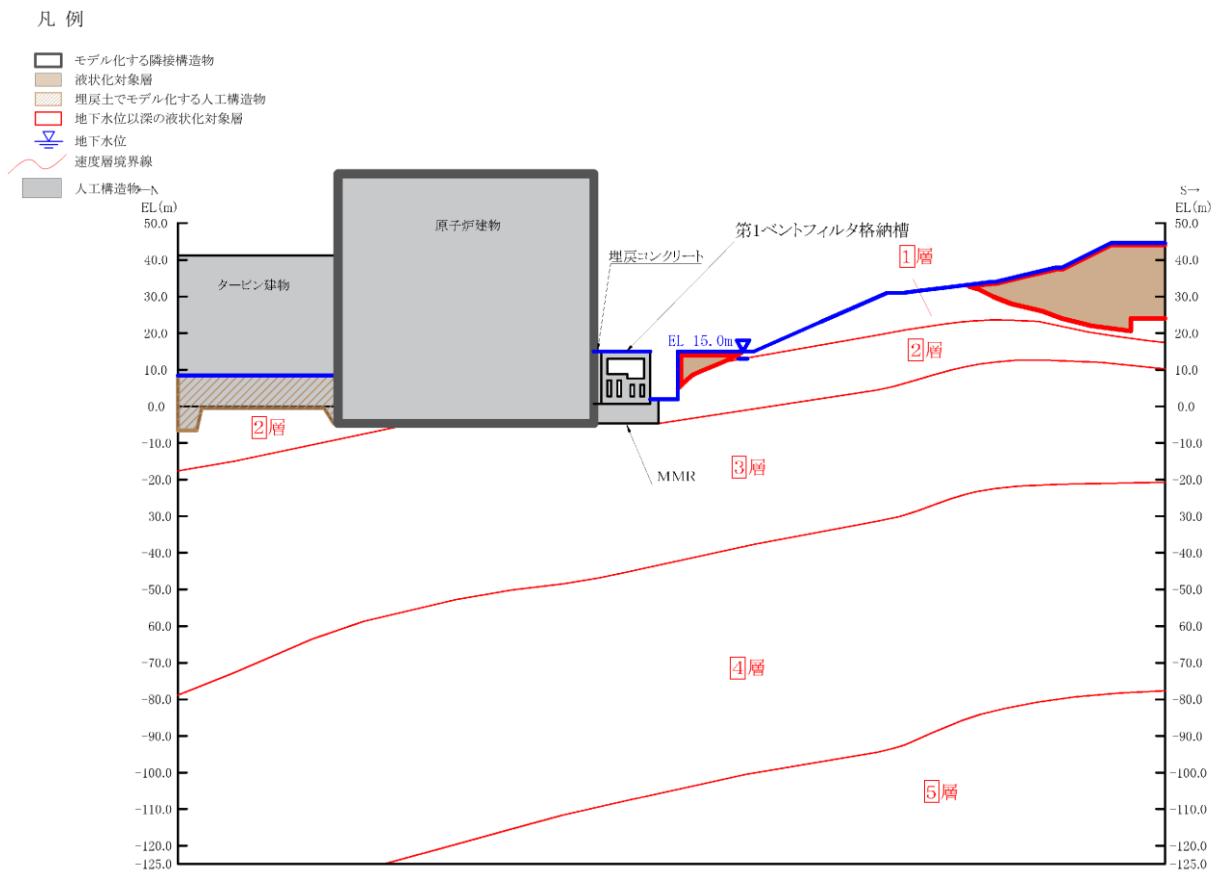 凡 例
モデル化する隣接構造物
液状化対象層
埋戻土でモデル化する人工構造物
地下水位以深の液状化対象層
地下水位
速度層境界線
人工構造物
←N
EL(m)
S→
EL(m)
50.0
40.0
30.0
20.0
10.0
0.0
-10.0
-20.0
30.0
-40.0
-50.0
60.0
-70.0
-80.0
-90.0
-100.0
-110.0
-120.0
-125.0
原子炉建物
タービン建物
埋戻コンクリート
第1ベントフィルタ格納槽
EL 15.0m
MMR
1層
2層
2層
3層
4層
5層
50.0
40.0
30.0
20.0
10.0
0.0
-10.0
-20.0
30.0
-40.0
-50.0
60.0
-70.0
-80.0
-90.0
-100.0
-110.0
-120.0
-125.0